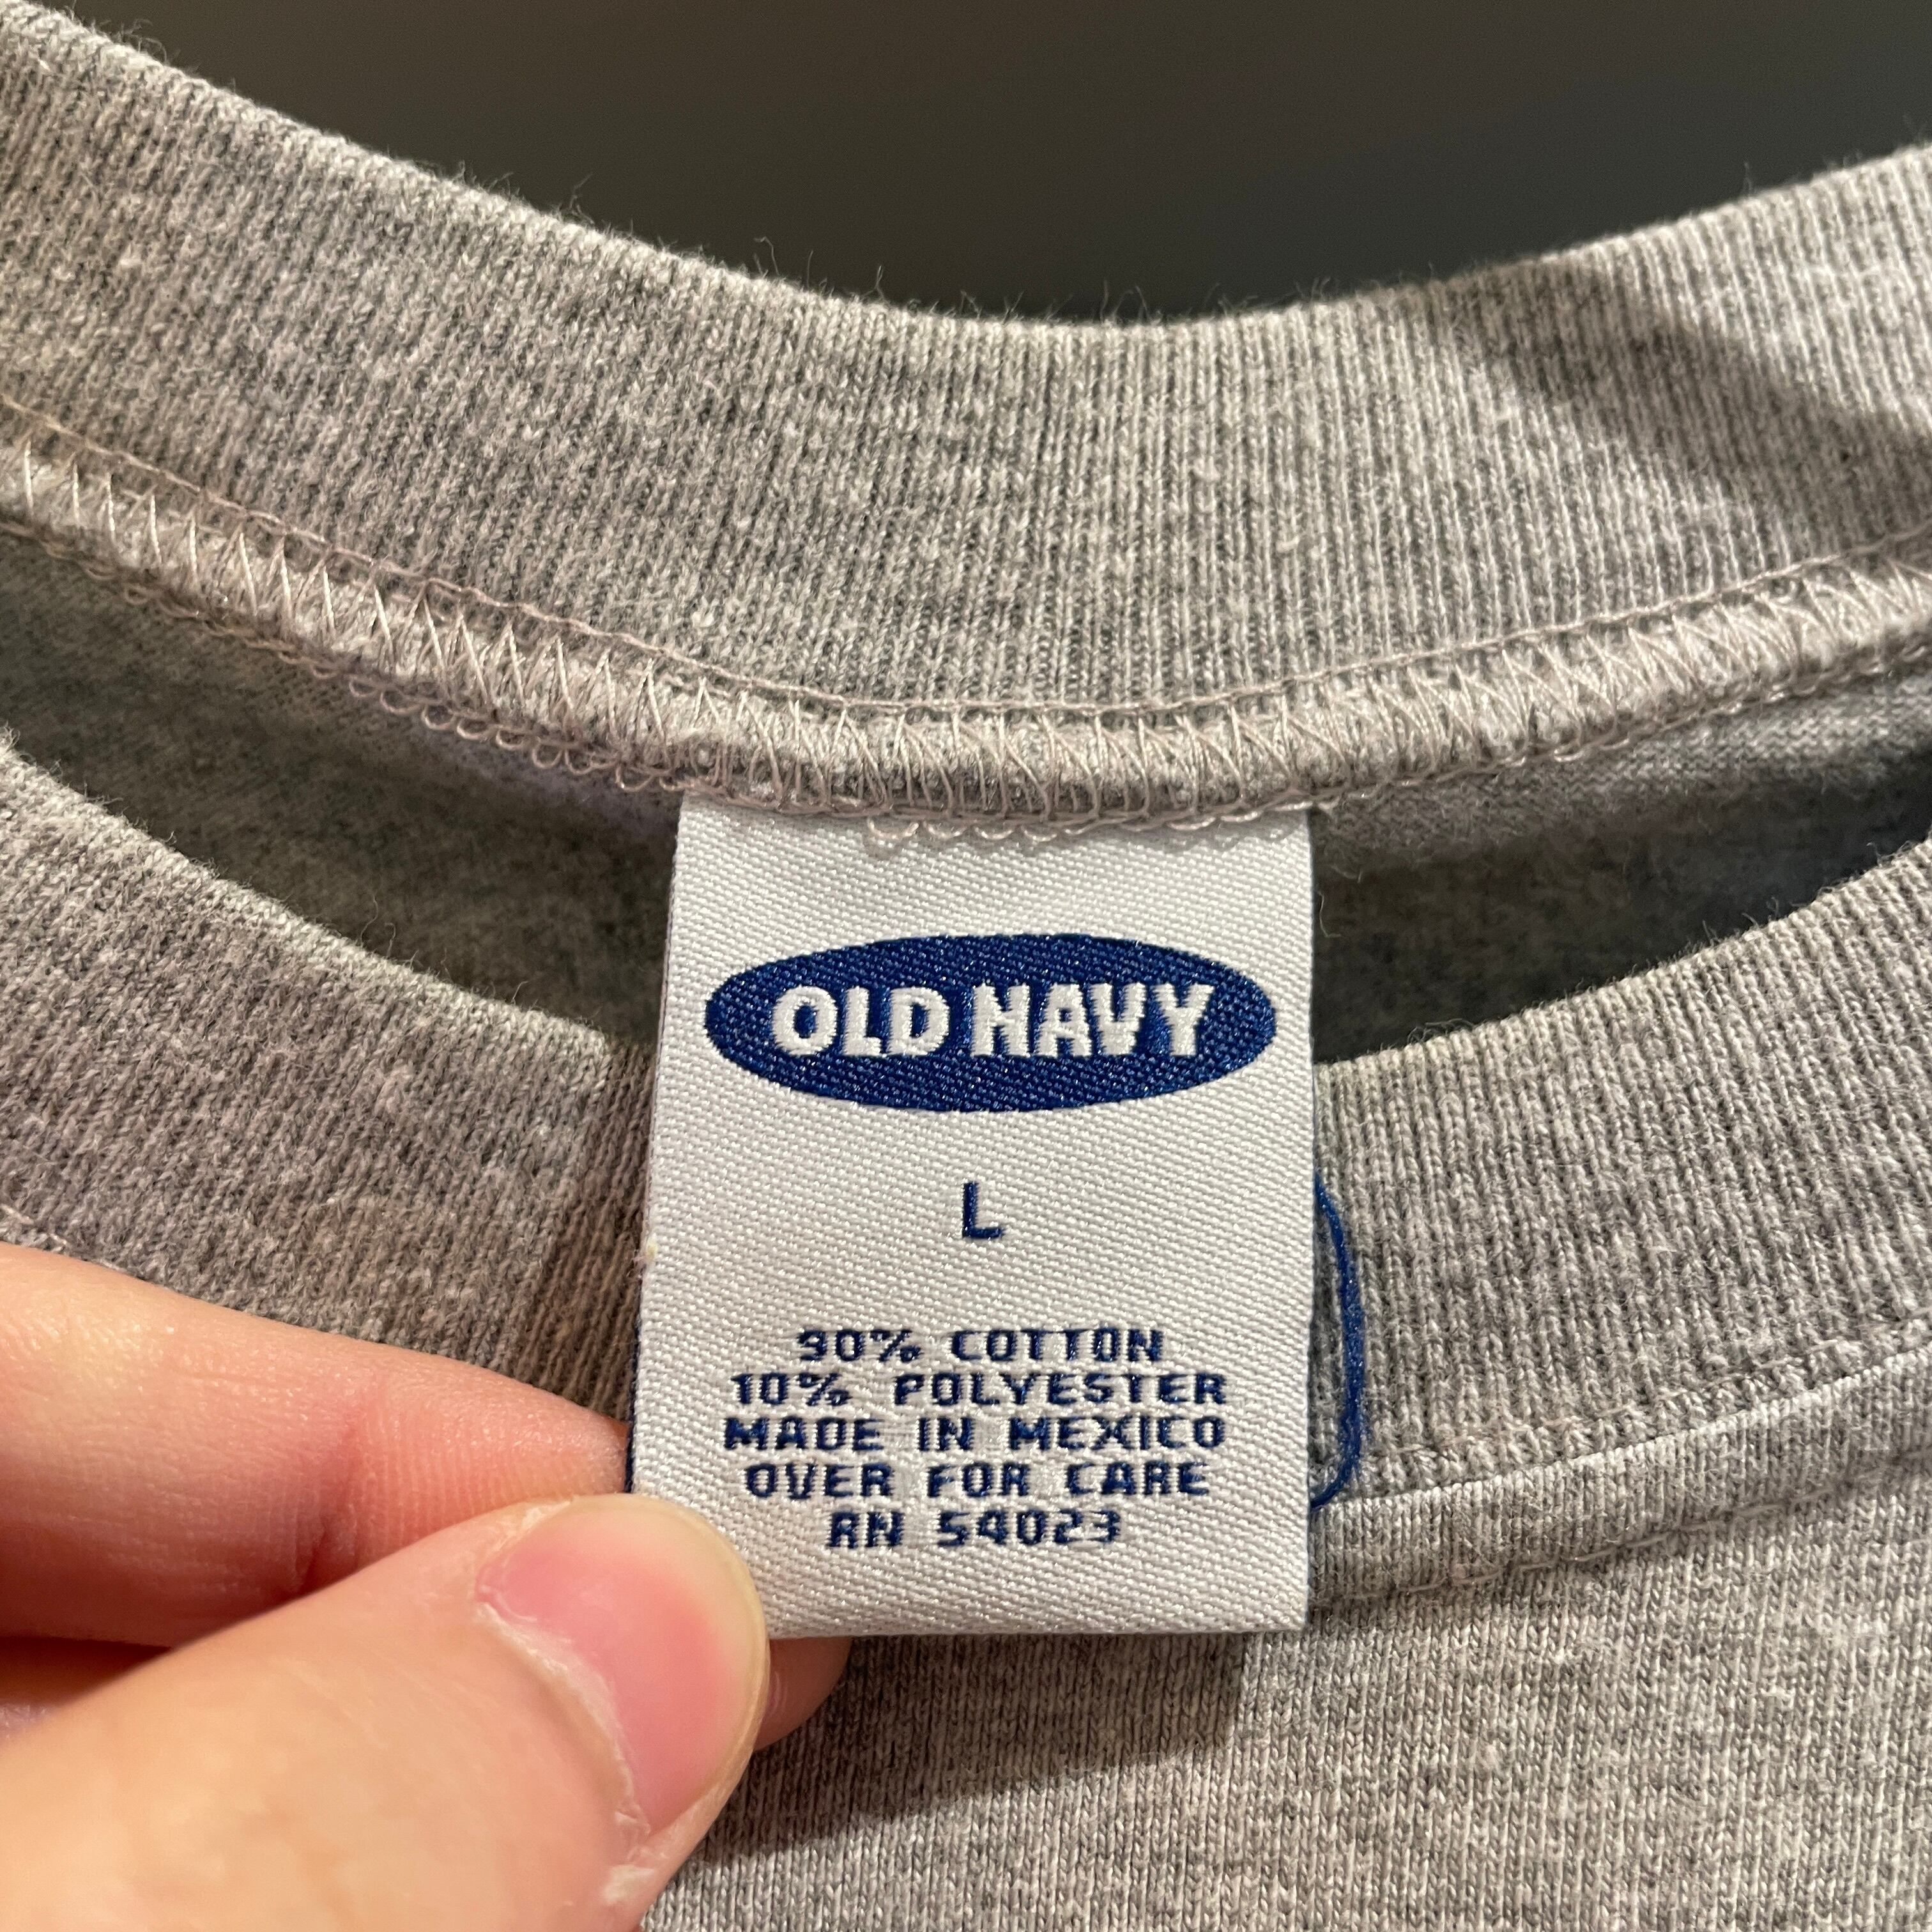 OLD NAVY
L
90% COTTON
10% POLYESTER
MADE IN MEXICO
OVER FOR CARE
RN 54023